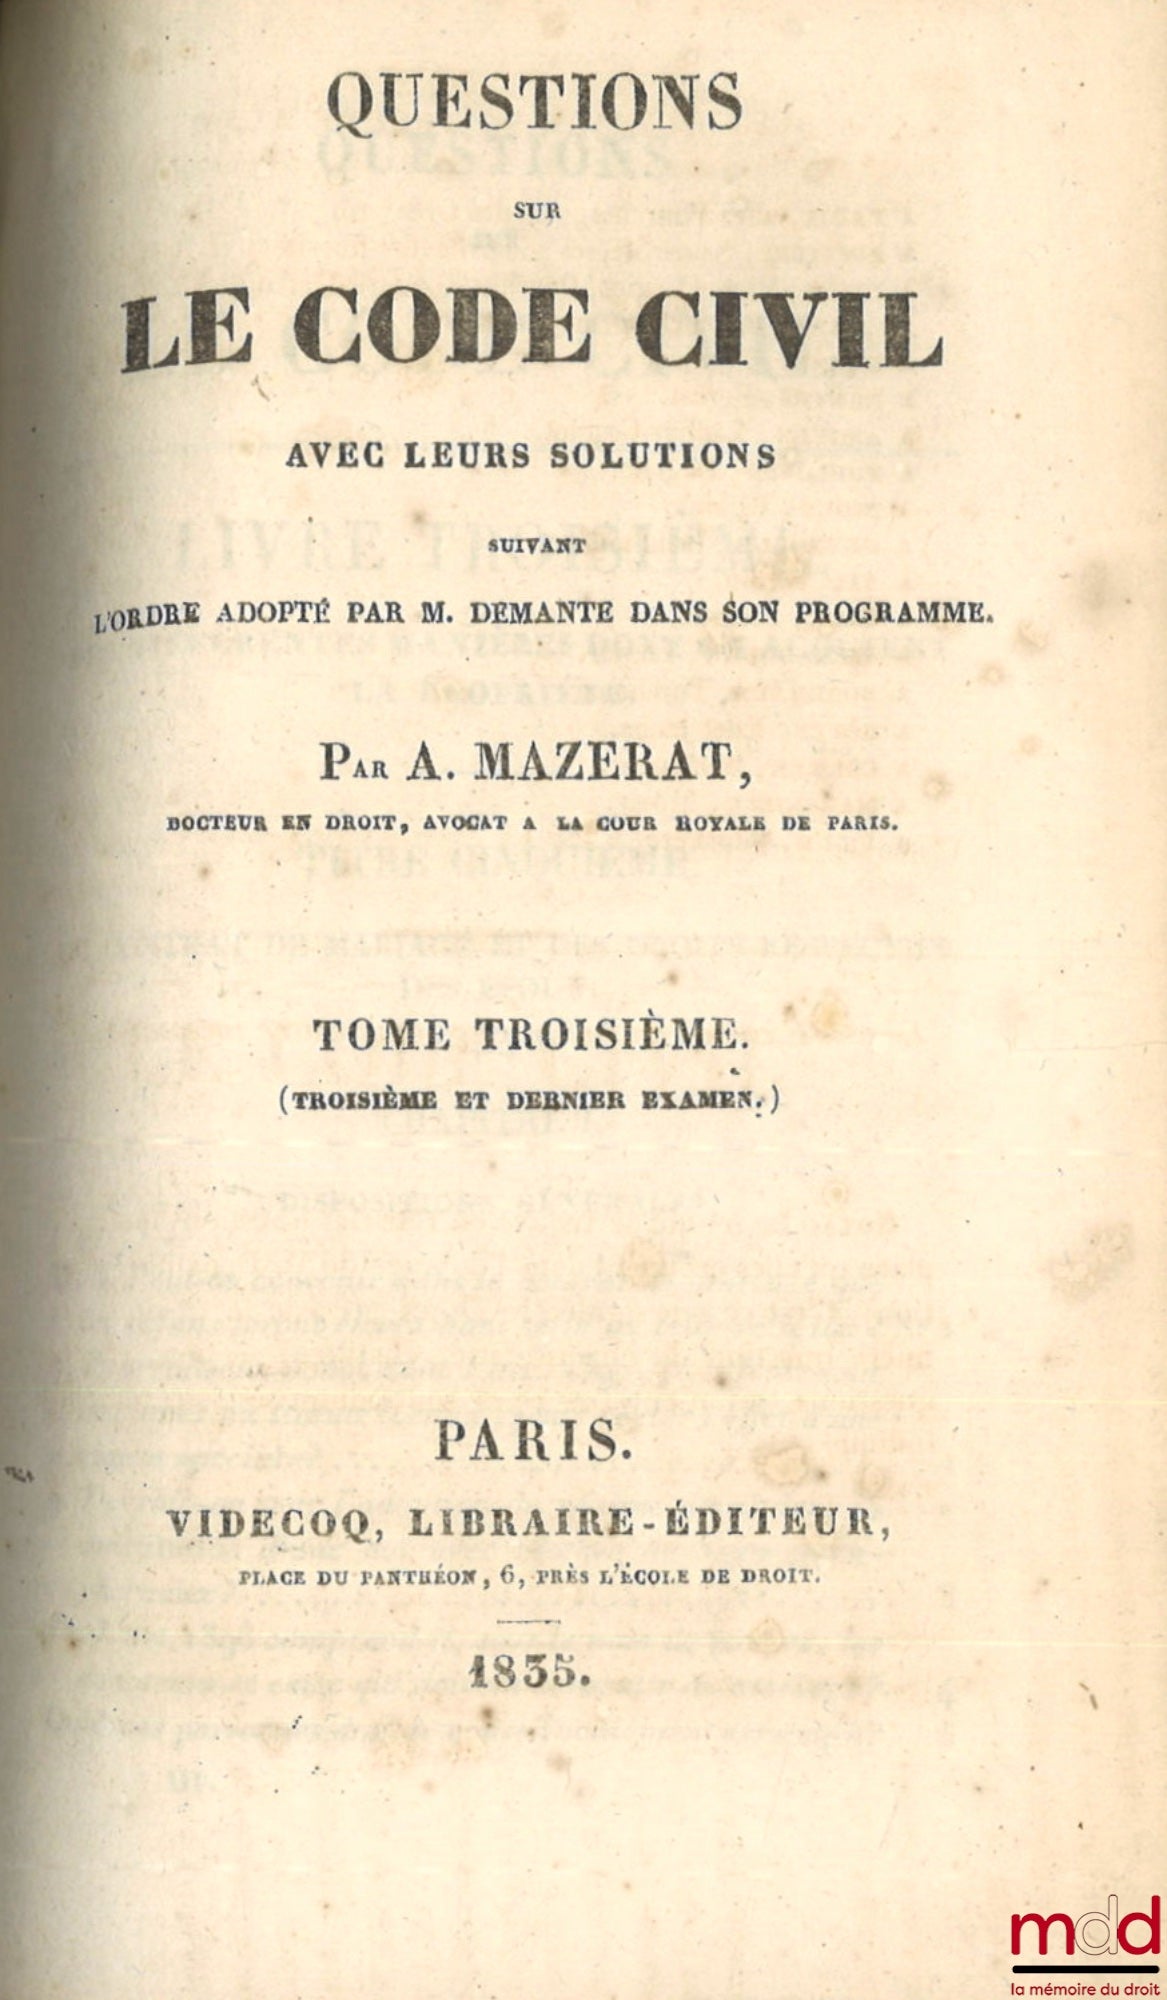 QUESTIONS
SUR
LE CODE CIVIL
AVEC LEURS SOLUTIONS
SUIVANT
L'ORDRE ADOPTÉ PAR M. DEMANTE DANS SON PROGRAMME.
PAR A. MAZERAT,
DOCTEUR EN DROIT, AVOCAT A LA COUR ROYALE DE PARIS.
TOME TROISIÈME.
(TROISIÈME ET DERNIER EXAMEN.)
PARIS.
VIDECOQ, LIBRAIRE-ÉDITEUR,
PLACE DU PANTHÉON, 6, PRÈS L'ÉCOLE DE DROIT.
1835.
mdd
la mémoire du droit